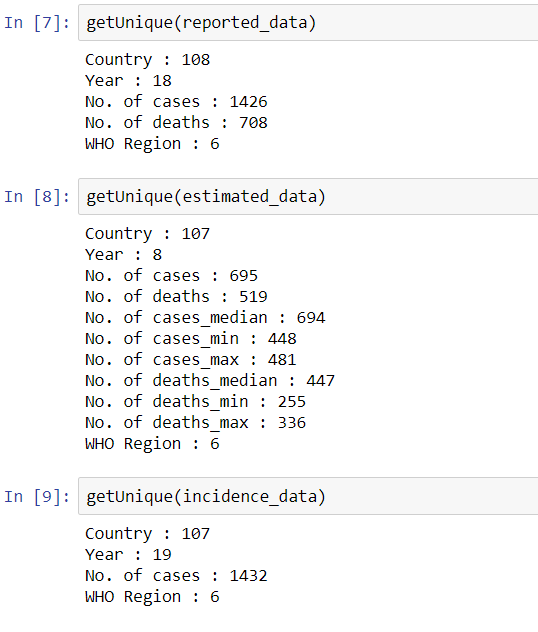 In [7]: getUnique(reported_data)
Country : 108
Year : 18
No. of cases : 1426
No. of deaths : 708
WHO Region : 6
In [8]: getUnique(estimated_data)
Country : 107
Year : 8
No. of cases : 695
No. of deaths : 519
No. of cases_median : 694
No. of cases_min : 448
No. of cases_max : 481
No. of deaths_median : 447
No. of deaths_min : 255
No. of deaths_max : 336
WHO Region : 6
In [9]: getUnique(incidence_data)
Country : 107
Year : 19
No. of cases : 1432
WHO Region : 6